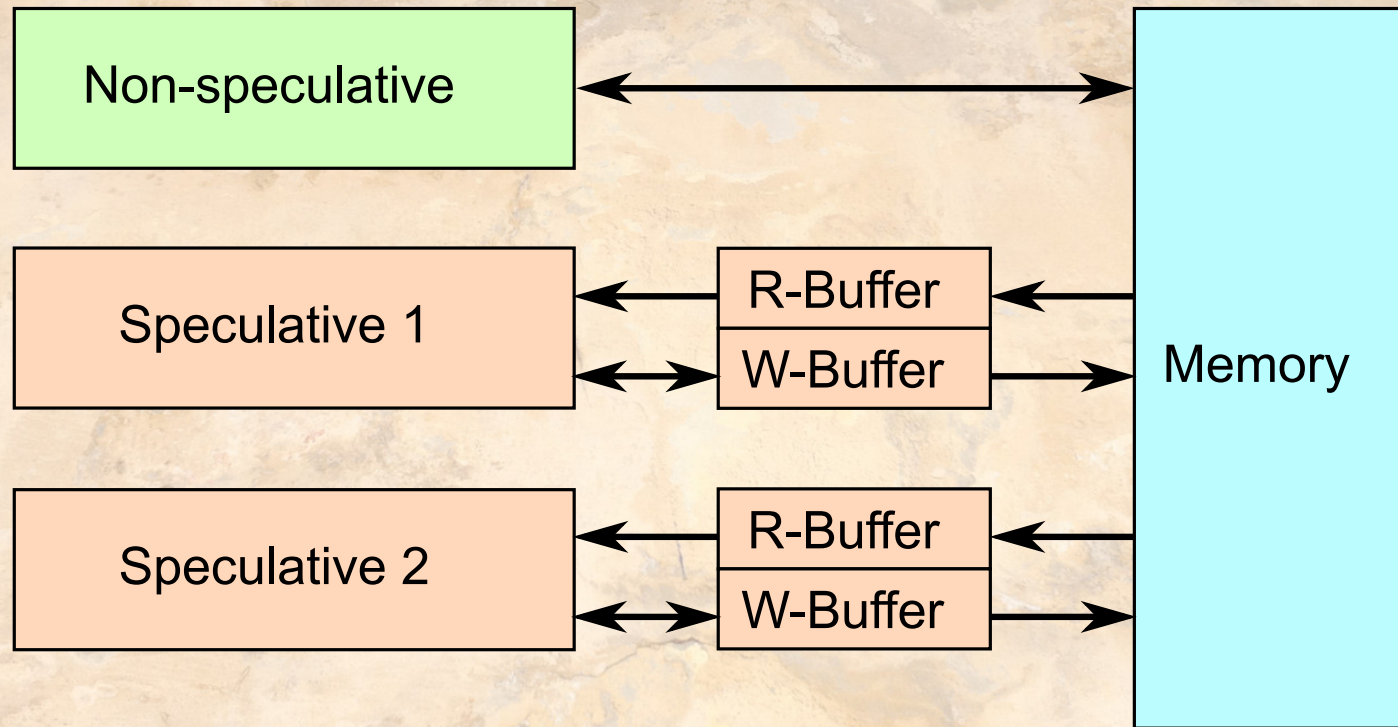 Non-speculative
Speculative 1
R-Buffer
W-Buffer
Memory
Speculative 2
R-Buffer
W-Buffer